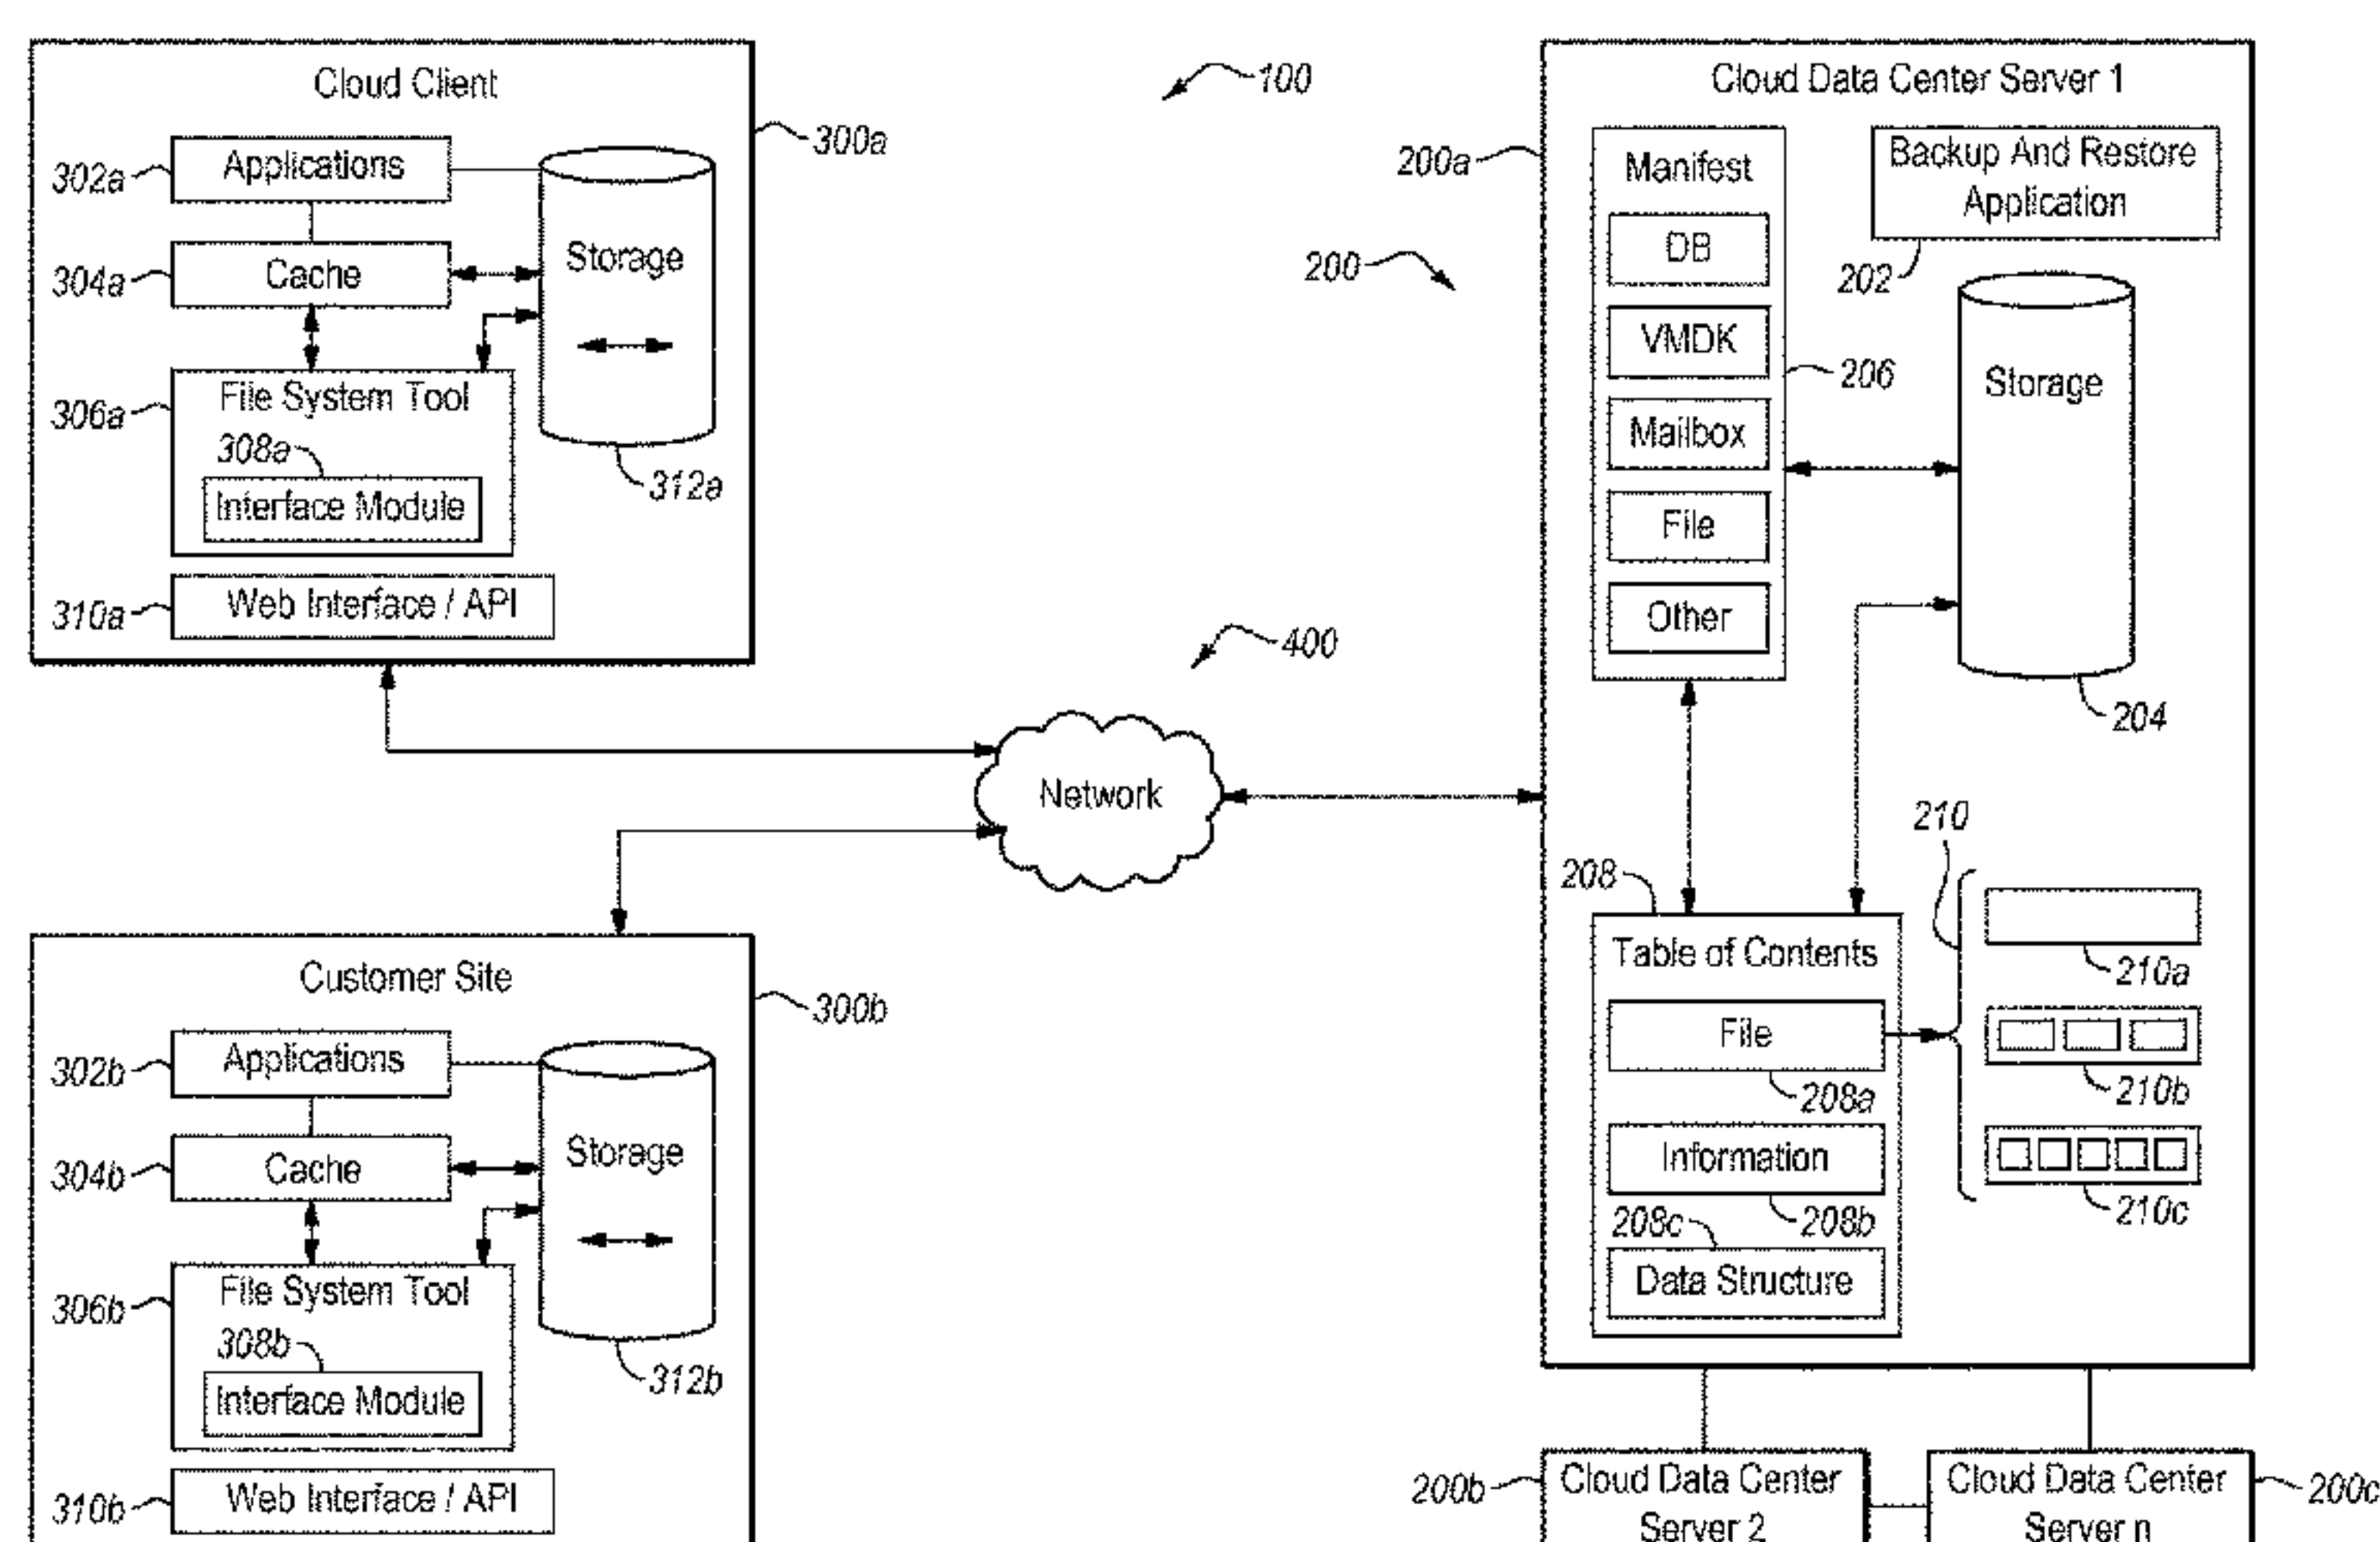 Cloud Client
100
300a
302a
Applications
304a
Cache
Storage
306a
File System Tool
308a
Interface Module
312a
310a
Web Interface / API
400
Network
Customer Site
300b
302b
Applications
304b
Cache
Storage
306b
File System Tool
308b
Interface Module
312b
310b
Web Interface / API
Cloud Data Center Server 1
200a
200
Manifest
DB
VMDK
Mailbox
File
Other
206
Backup And Restore
Application
202
Storage
204
208
Table of Contents
File
208a
Information
208b
208c
Data Structure
210
210a
210b
210c
200b
Cloud Data Center
Server 2
Cloud Data Center
Server n
200c